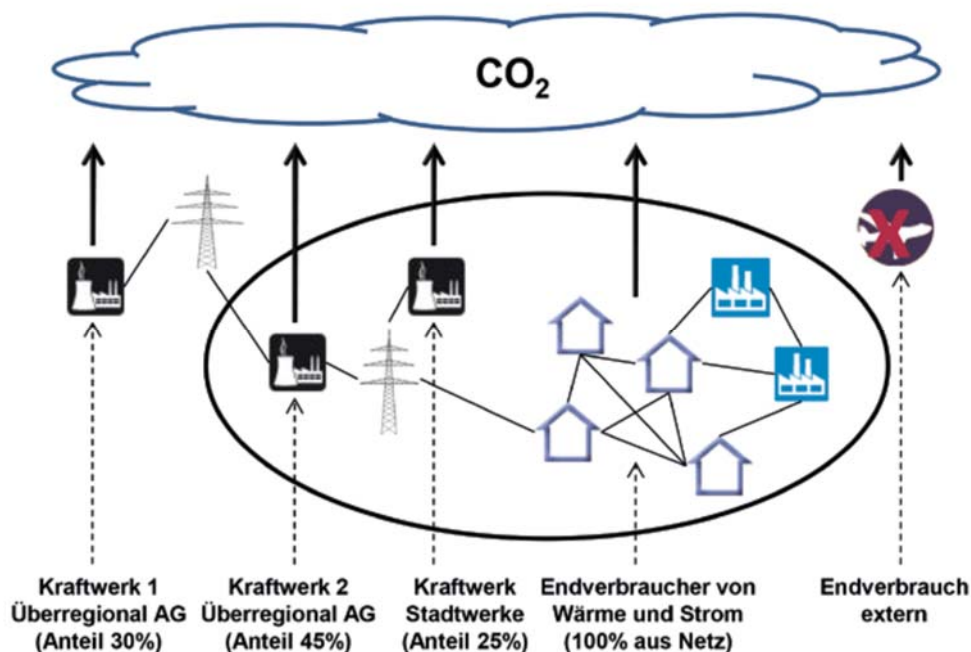 CO₂
Kraftwerk 1
Überregional AG
(Anteil 30%)
Kraftwerk 2
Überregional AG
(Anteil 45%)
Kraftwerk
Stadtwerke
(Anteil 25%)
Endverbraucher von
Wärme und Strom
(100% aus Netz)
Endverbrauch
extern